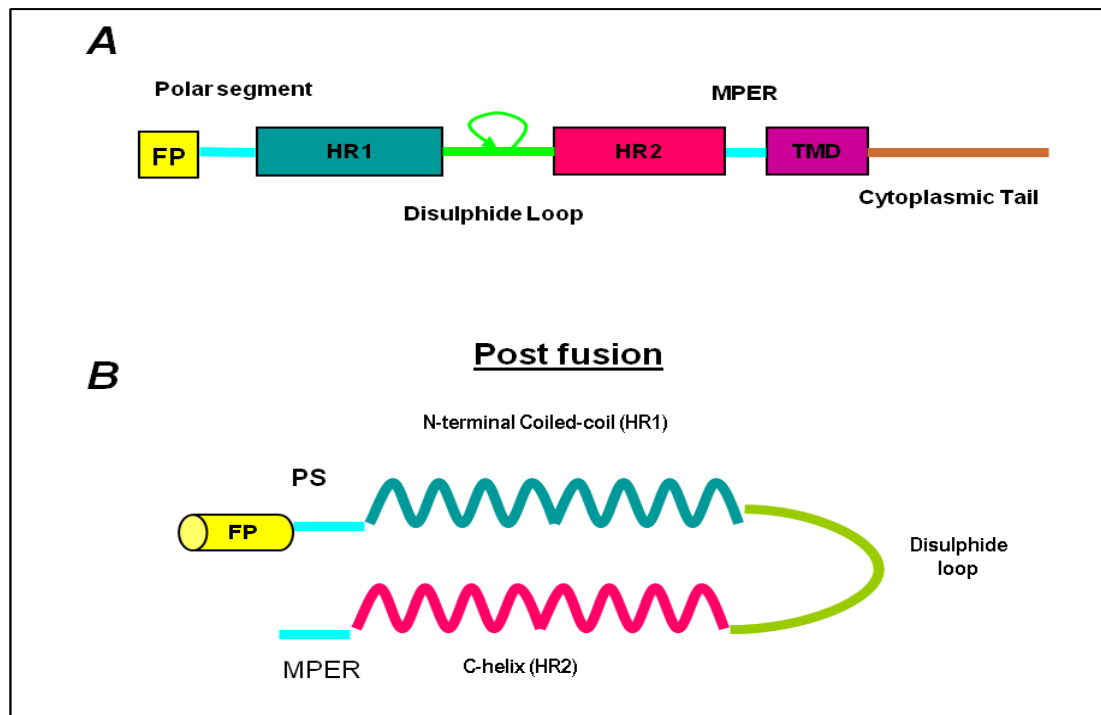 A
Polar segment
MPER
FP
HR1
HR2
TMD
Disulphide Loop
Cytoplasmic Tail
Post fusion
B
N-terminal Coiled-coil (HR1)
PS
FP
Disulphide
loop
C-helix (HR2)
MPER